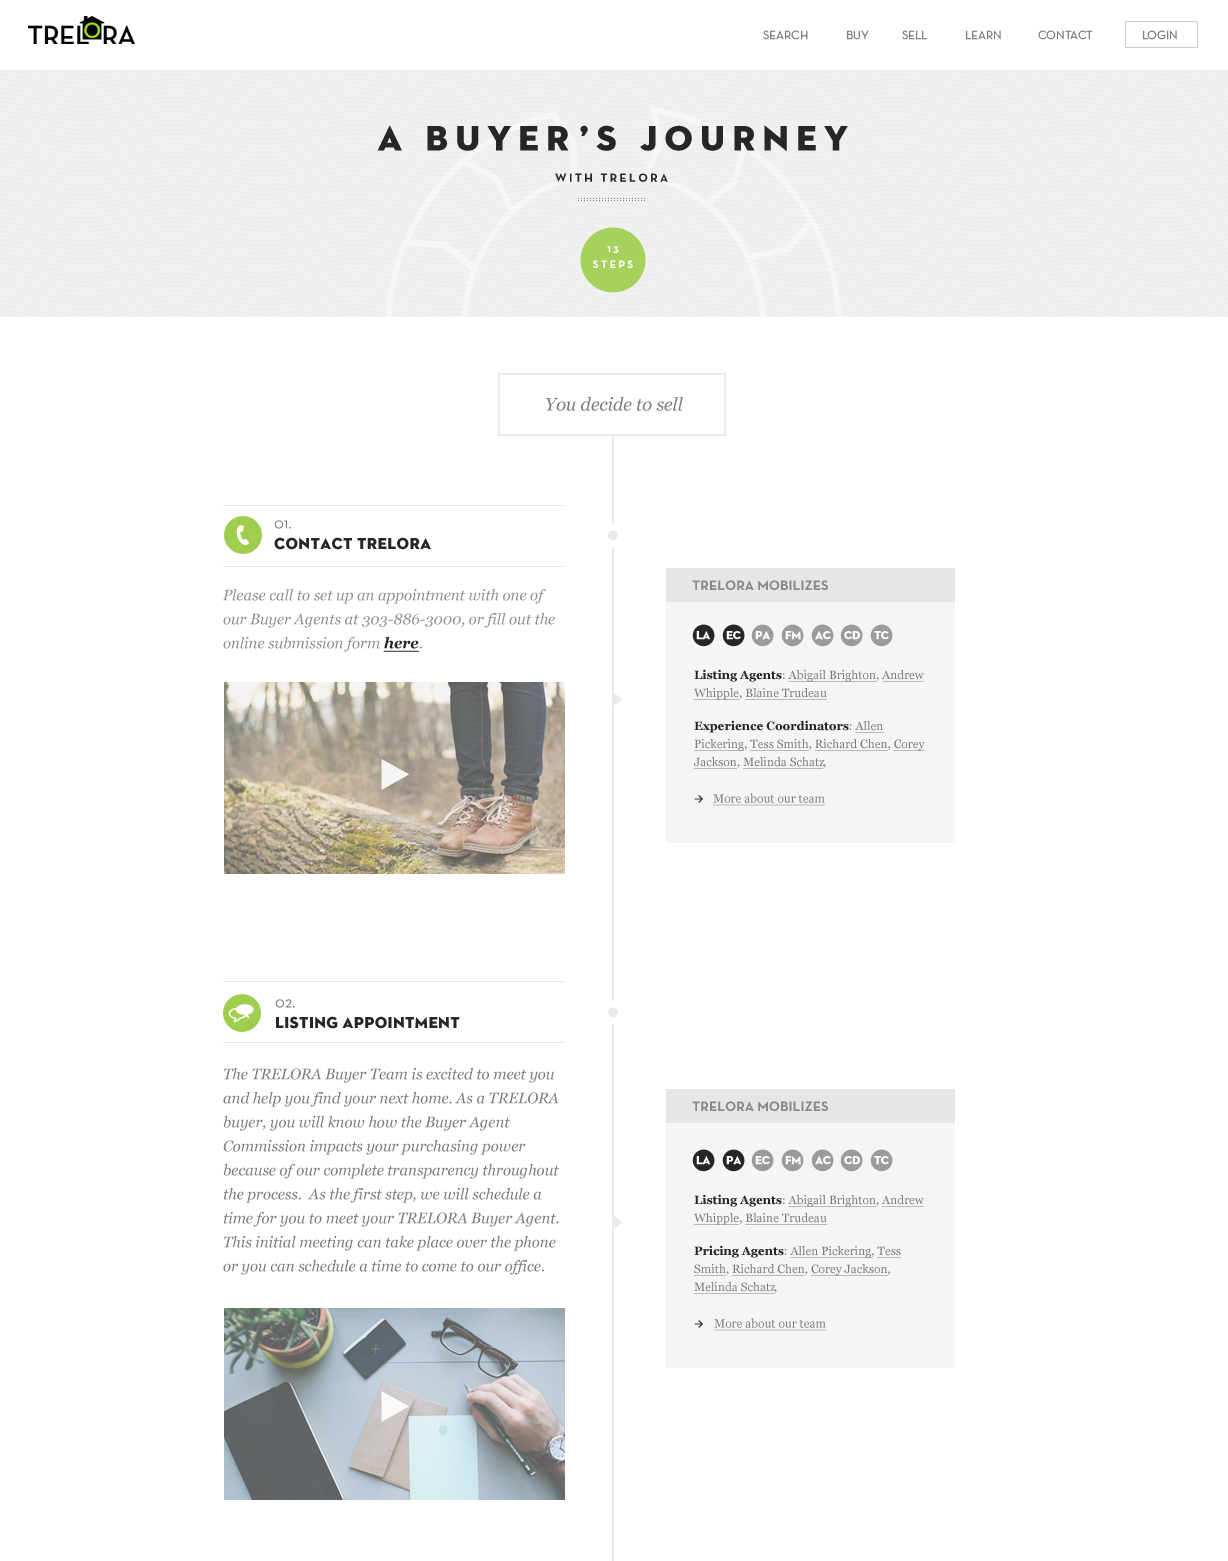 TRELORA
SEARCH BUY SELL LEARN CONTACT LOGIN
A BUYER'S JOURNEY
WITH TRELORA
13
STEPS
You decide to sell
01.
CONTACT TRELORA
Please call to set up an appointment with one of
our Buyer Agents at 303-886-3000, or fill out the
online submission form here.
TRELORA MOBILIZES
LA EC PA FM AC CD TC
Listing Agents: Abigail Brighton, Andrew
Whipple, Blaine Trudeau
Experience Coordinators: Allen
Pickering, Tess Smith, Richard Chen, Corey
Jackson, Melinda Schatz,
More about our team
02.
LISTING APPOINTMENT
The TRELORA Buyer Team is excited to meet you
and help you find your next home. As a TRELORA
buyer, you will know how the Buyer Agent
Commission impacts your purchasing power
because of our complete transparency throughout
the process. As the first step, we will schedule a
time for you to meet your TRELORA Buyer Agent.
This initial meeting can take place over the phone
or you can schedule a time to come to our office.
TRELORA MOBILIZES
LA PA EC FM AC CD TC
Listing Agents: Abigail Brighton, Andrew
Whipple, Blaine Trudeau
Pricing Agents: Allen Pickering, Tess
Smith, Richard Chen, Corey Jackson,
Melinda Schatz,
More about our team